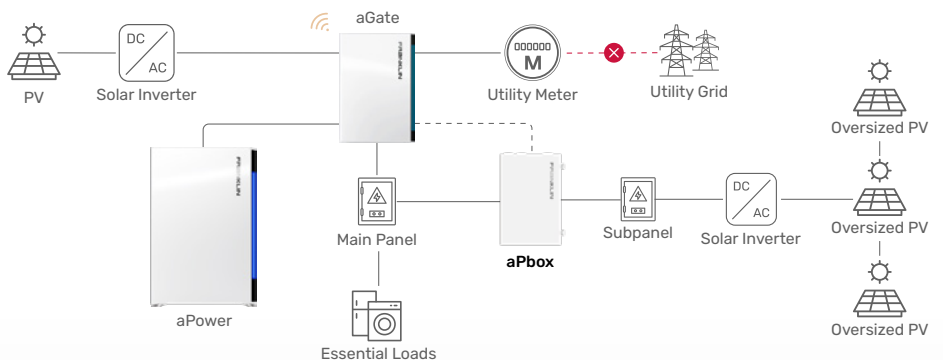 aGate
DC
AC
PV
Solar Inverter
M
Utility Meter
Utility Grid
Oversized PV
Main Panel
aPbox
Subpanel
DC
AC
Solar Inverter
Oversized PV
aPower
Essential Loads
Oversized PV